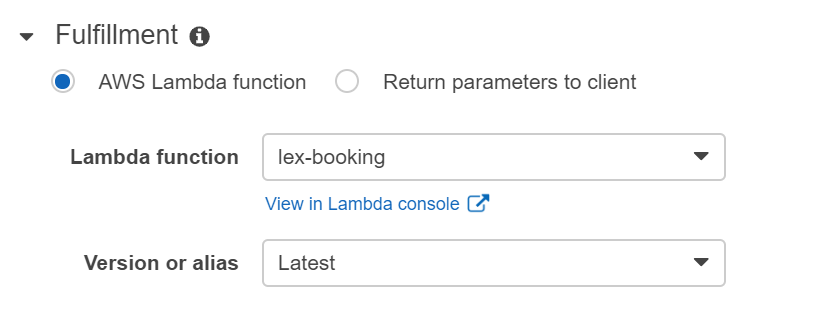 Fulfillment
AWS Lambda function Return parameters to client
Lambda function lex-booking
View in Lambda console
Version or alias Latest